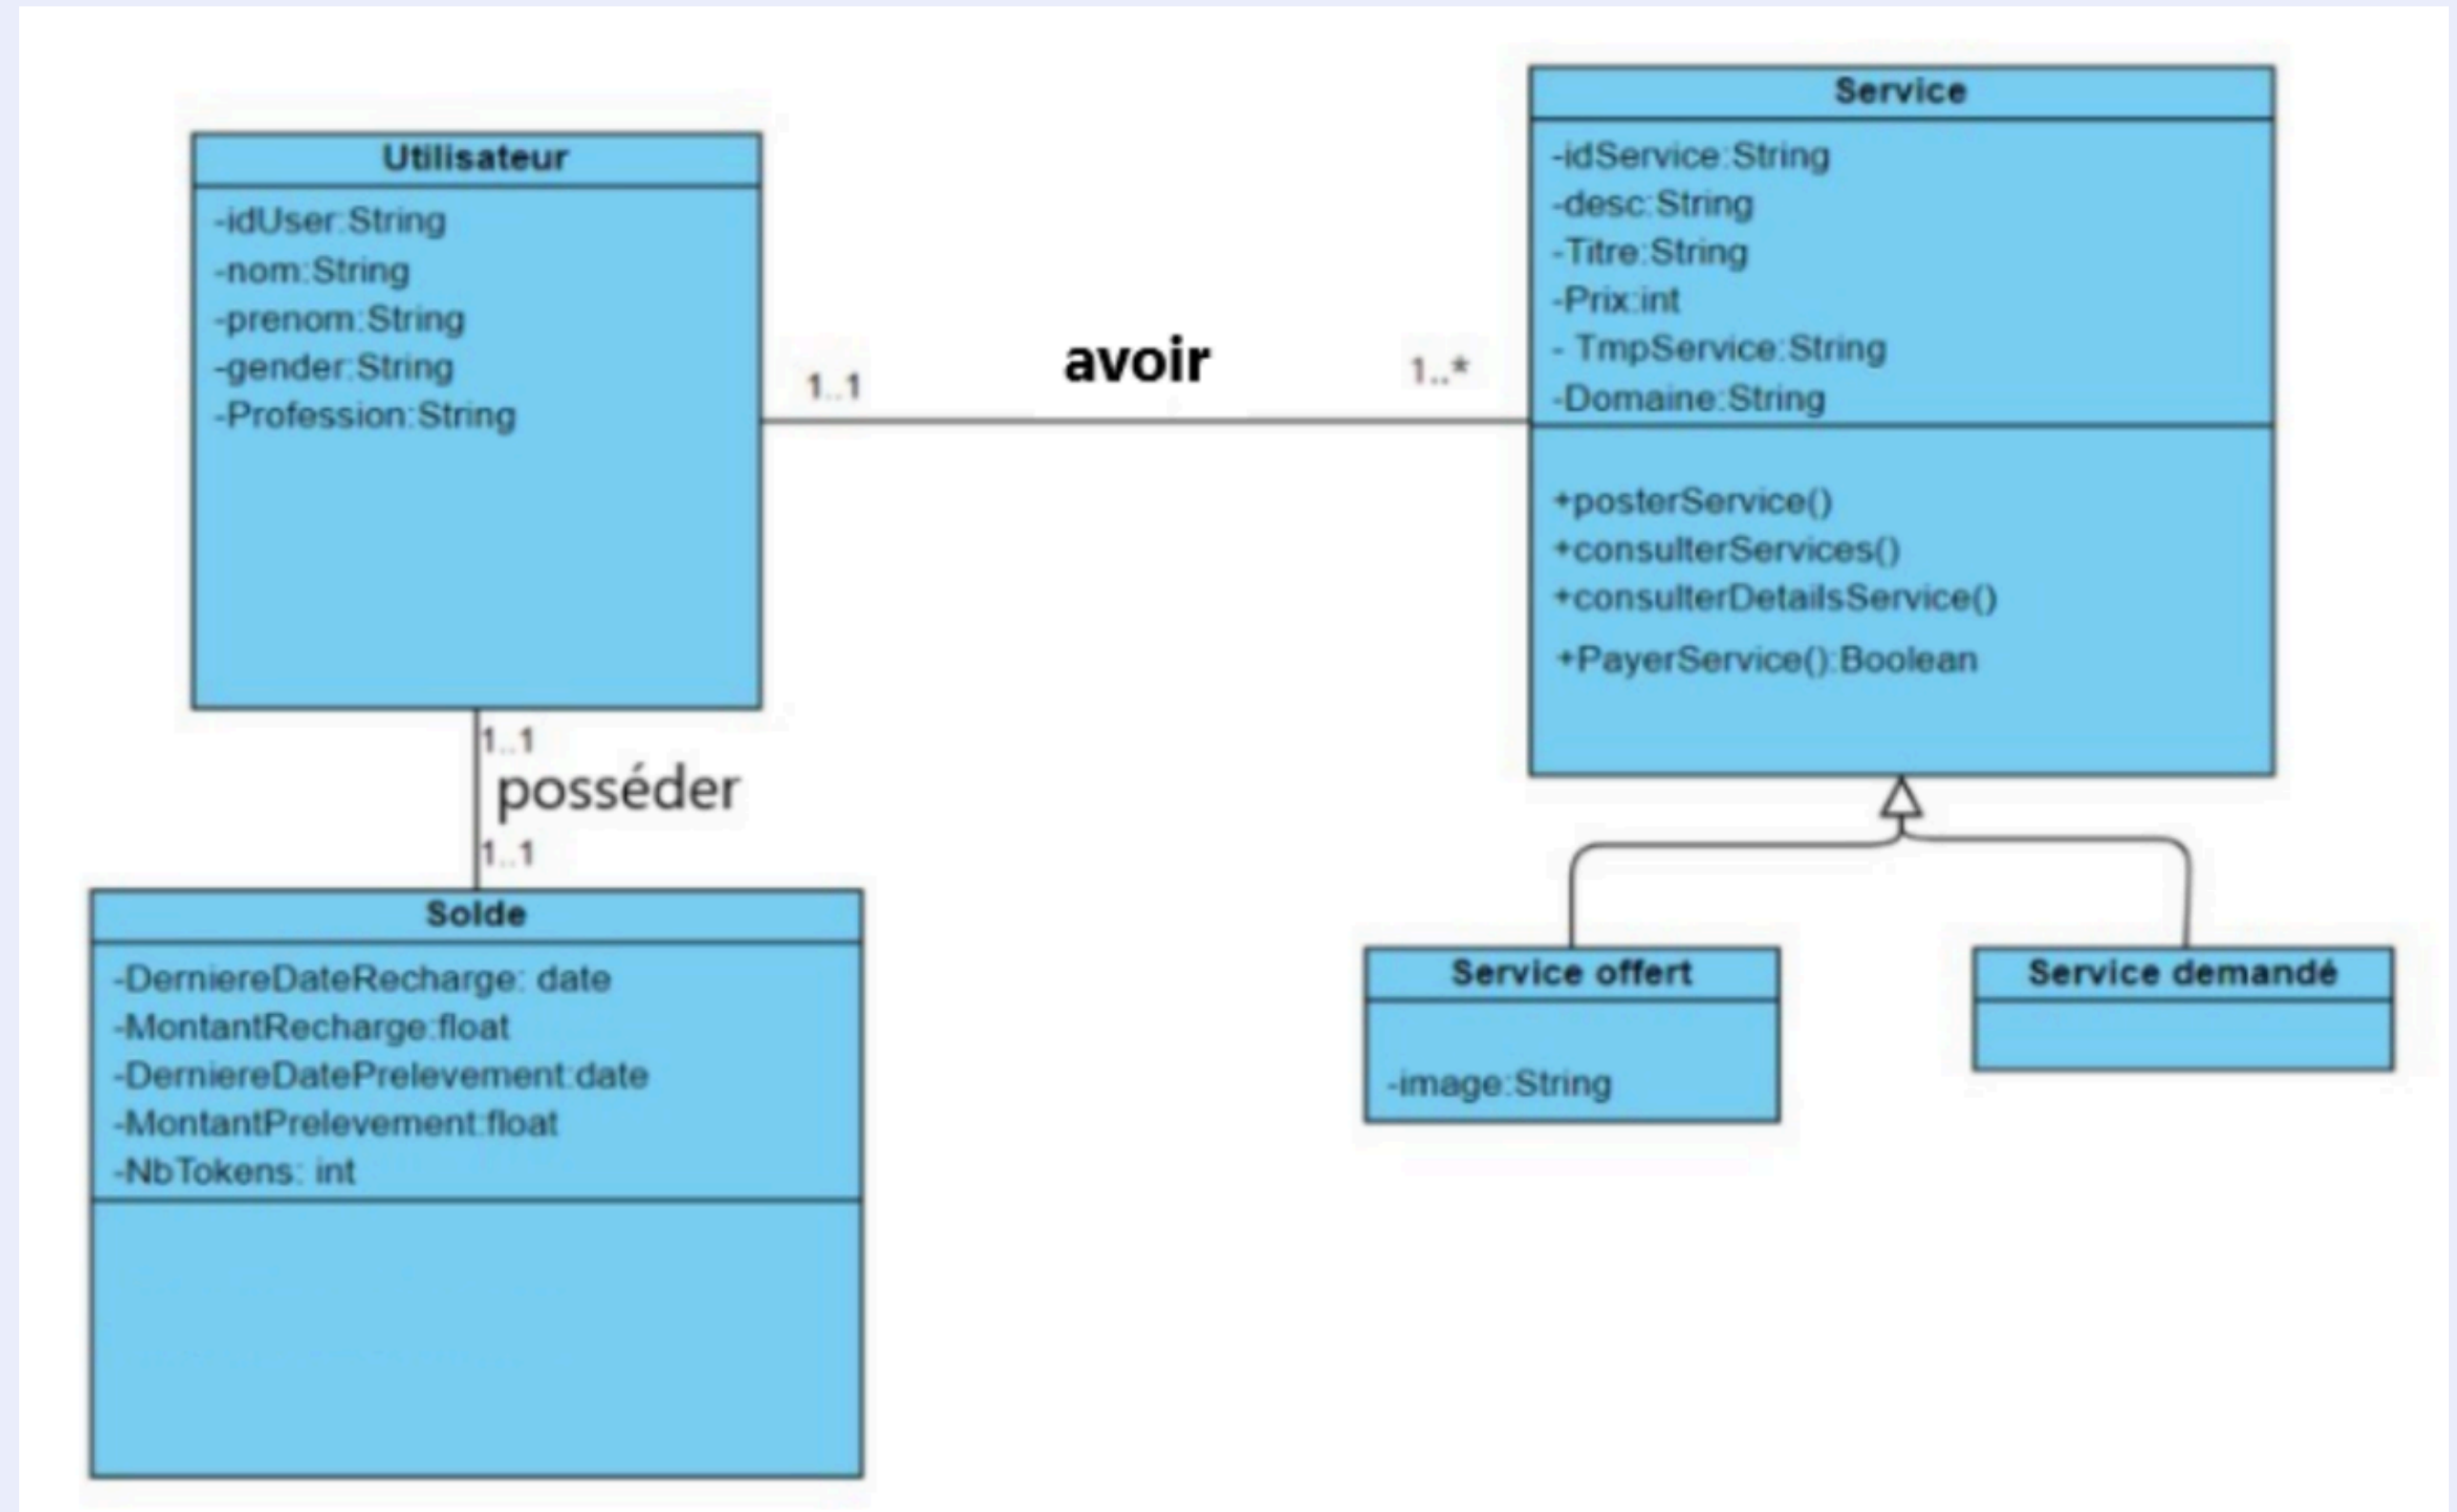 Utilisateur
-idUser:String
-nom:String
-prenom:String
-gender:String
-Profession:String
1..1
avoir
1..*
Service
-idService:String
-desc:String
-Titre:String
-Prix:int
- TmpService:String
-Domaine:String
+posterService()
+consulterServices()
+consulterDetailsService()
+PayerService():Boolean
1..1
posséder
1..1
Solde
-DerniereDateRecharge: date
-MontantRecharge:float
-DerniereDatePrelevement:date
-MontantPrelevement:float
-NbTokens: int
Service offert
-image:String
Service demandé